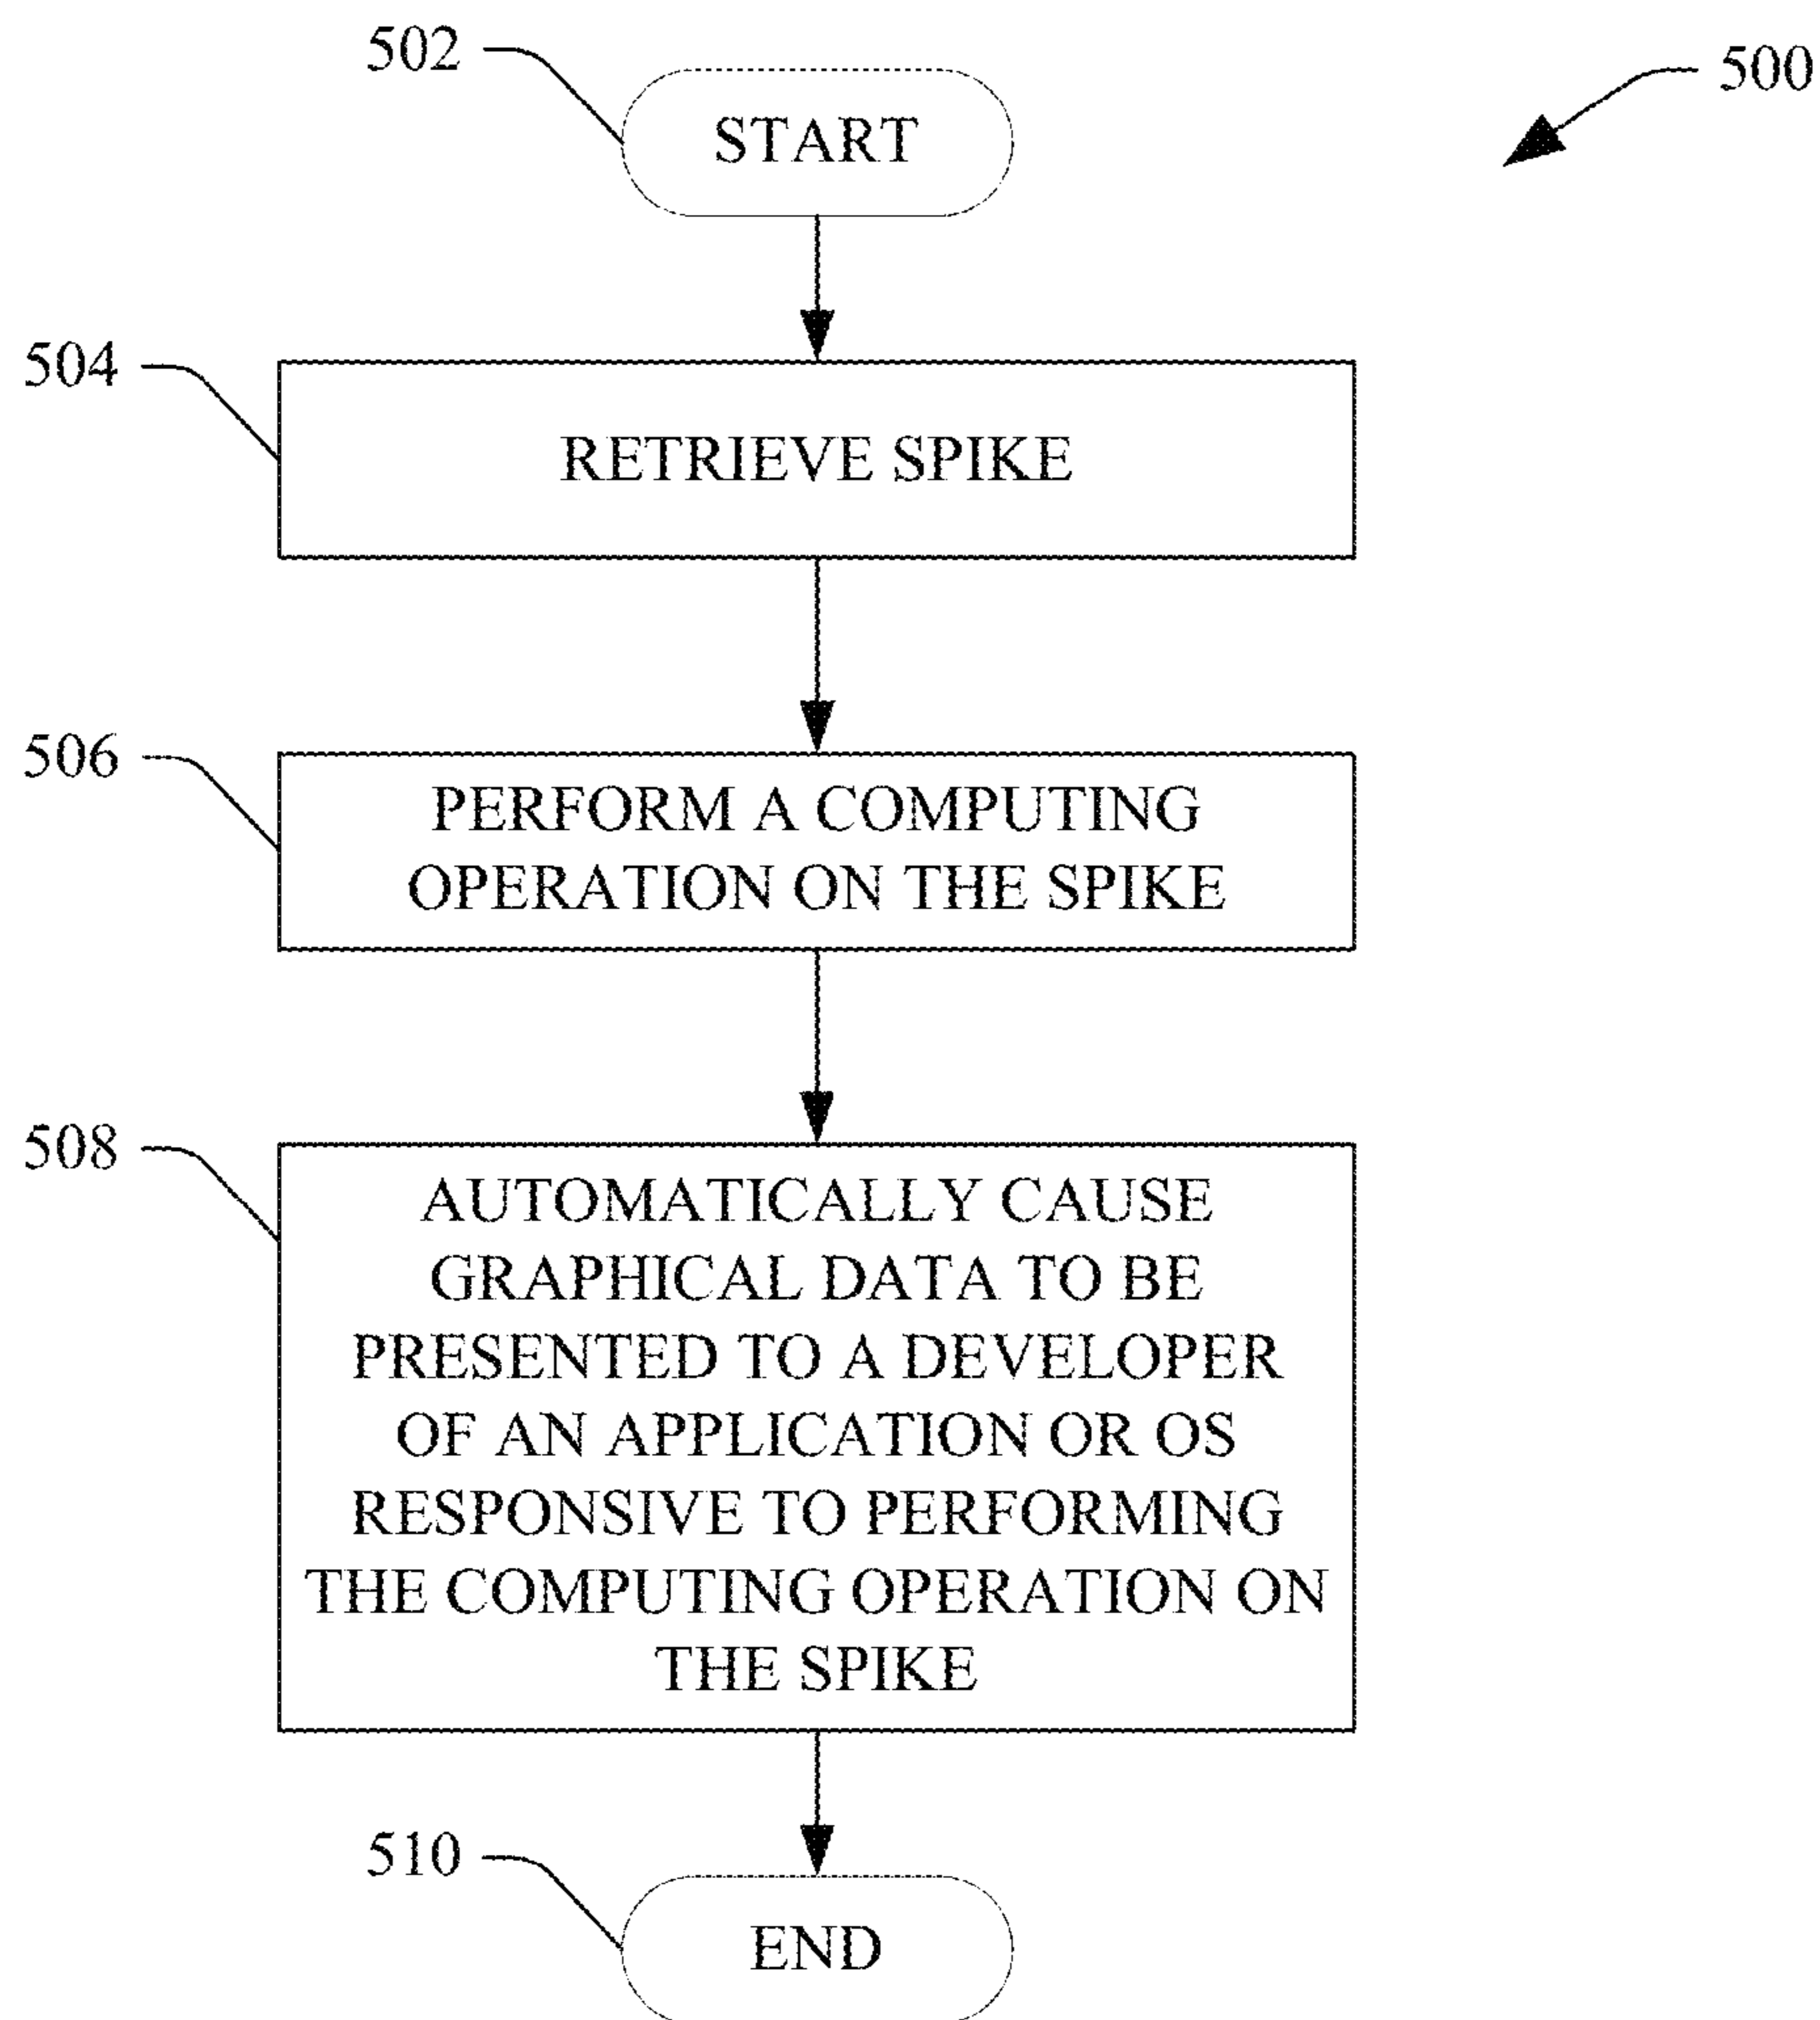 502
START
500
504
RETRIEVE SPIKE
506
PERFORM A COMPUTING
OPERATION ON THE SPIKE
508
AUTOMATICALLY CAUSE
GRAPHICAL DATA TO BE
PRESENTED TO A DEVELOPER
OF AN APPLICATION OR OS
RESPONSIVE TO PERFORMING
THE COMPUTING OPERATION ON
THE SPIKE
510
END